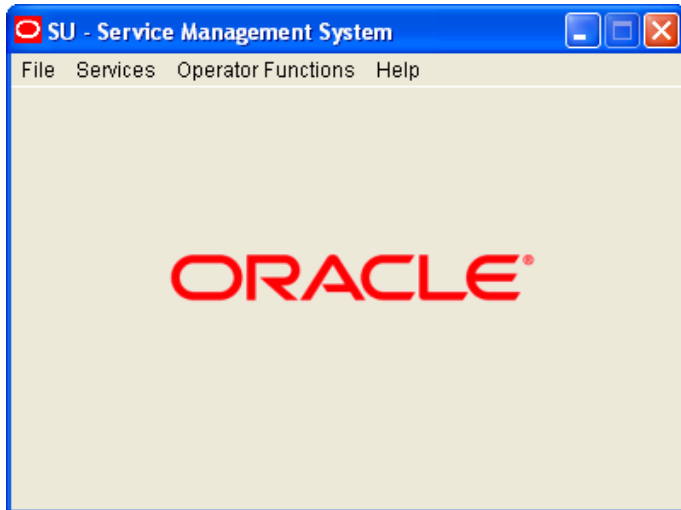 SU - Service Management System
File Services Operator Functions Help
ORACLE®